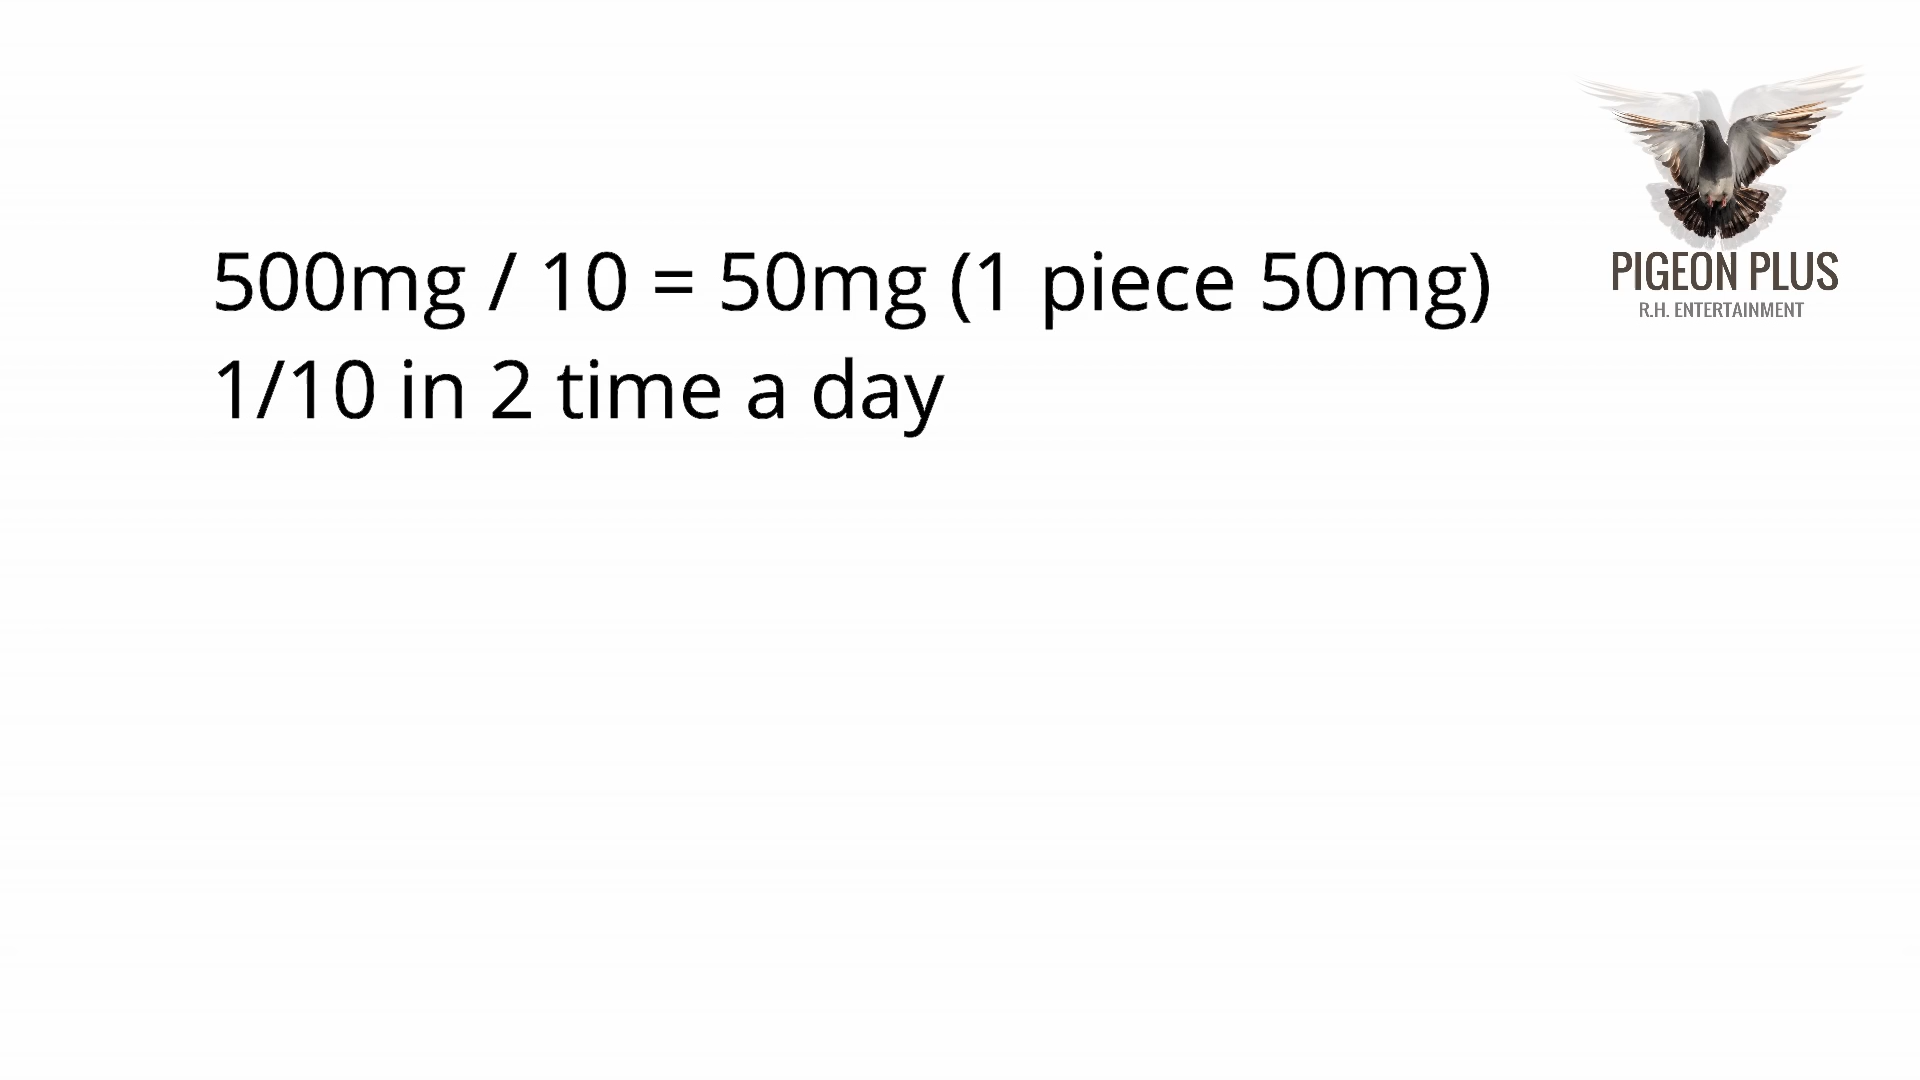 500mg / 10 = 50mg (1 piece 50mg)
1/10 in 2 time a day
PIGEON PLUS
R.H. ENTERTAINMENT